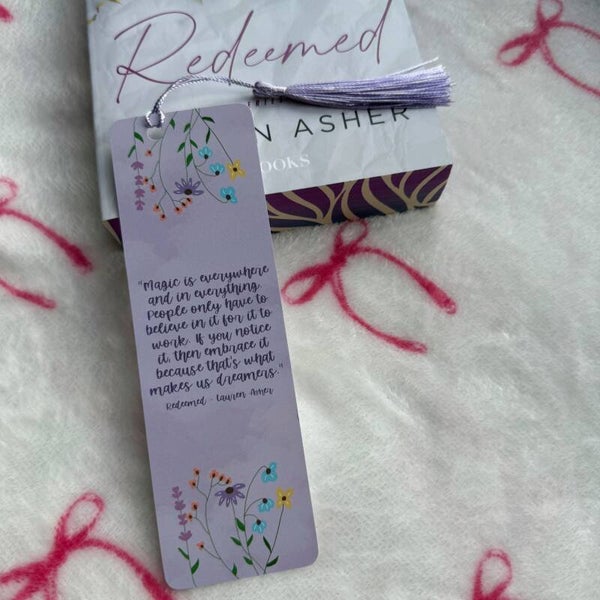 Redeemed
N ASHER
OOKS
"Magic is everywhere
and in everything.
People only have to
believe in it for it to
work. If you notice
it, then embrace it
because that's what
makes us dreamers."
Redeemed - Lauren Asher